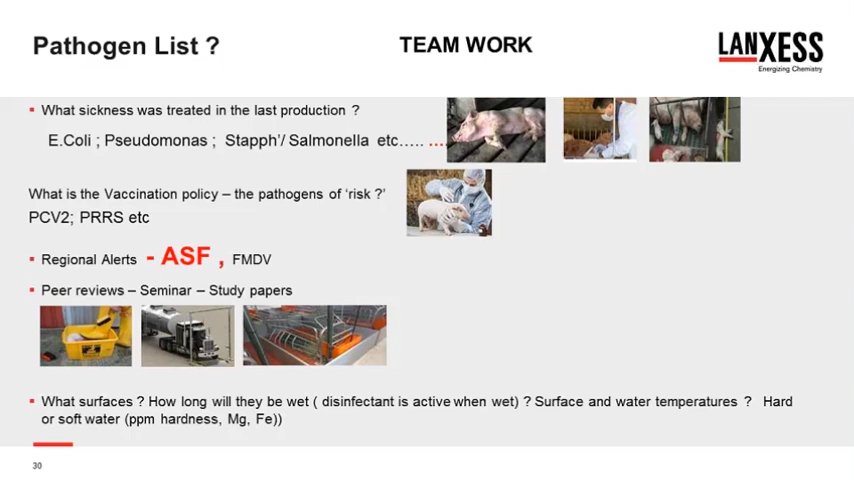 Pathogen List ?
TEAM WORK
LANXESS
Energizing Chemistry
What sickness was treated in the last production ?
E.Coli ; Pseudomonas ; Stapph'/ Salmonella etc….. ….
What is the Vaccination policy – the pathogens of 'risk ?'
PCV2; PRRS etc
Regional Alerts - ASF , FMDV
Peer reviews – Seminar – Study papers
What surfaces ? How long will they be wet ( disinfectant is active when wet) ? Surface and water temperatures ? Hard
or soft water (ppm hardness, Mg, Fe))
30